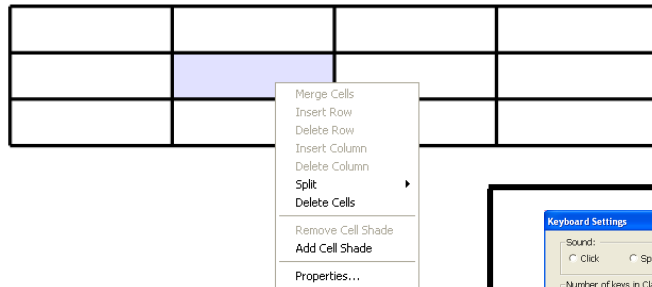 Merge Cells
Insert Row
Delete Row
Insert Column
Delete Column
Split
Delete Cells
Remove Cell Shade
Add Cell Shade
Properties...
Keyboard Settings
Sound:
Click
Number of keys in